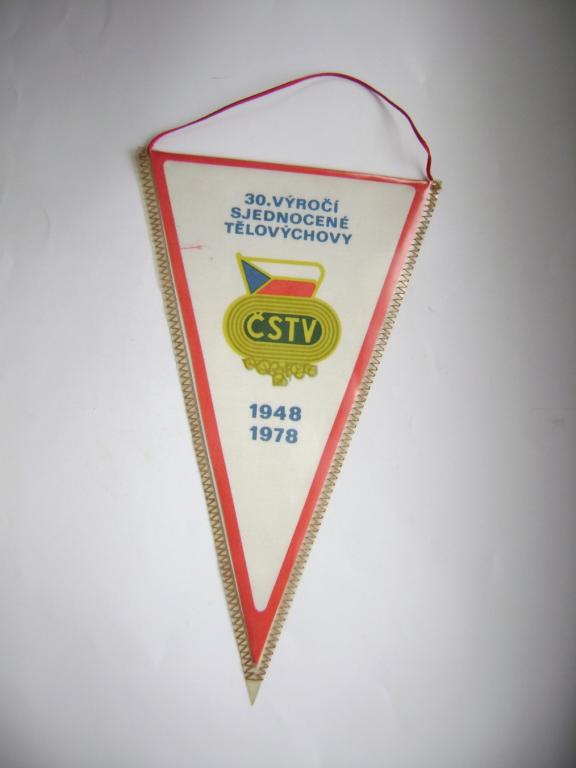 30.VÝROČÍ
SJEDNOCENÉ
TĚLOVÝCHOVY
ČSTV
1948
1978